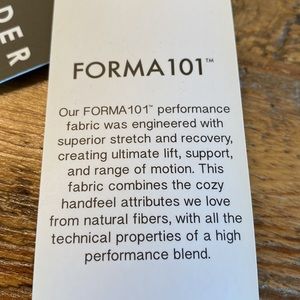 DER
FORMA101™
Our FORMA101™ performance
fabric was engineered with
superior stretch and recovery,
creating ultimate lift, support,
and range of motion. This
fabric combines the cozy
handfeel attributes we love
from natural fibers, with all the
technical properties of a high
performance blend.